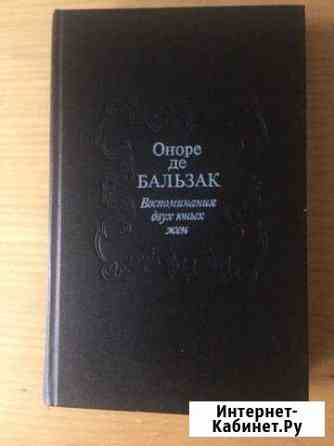 Оноре
де
БАЛЬЗАК
Воспоминания
двух юных
жен
Интернет-
Кабинет.Ру